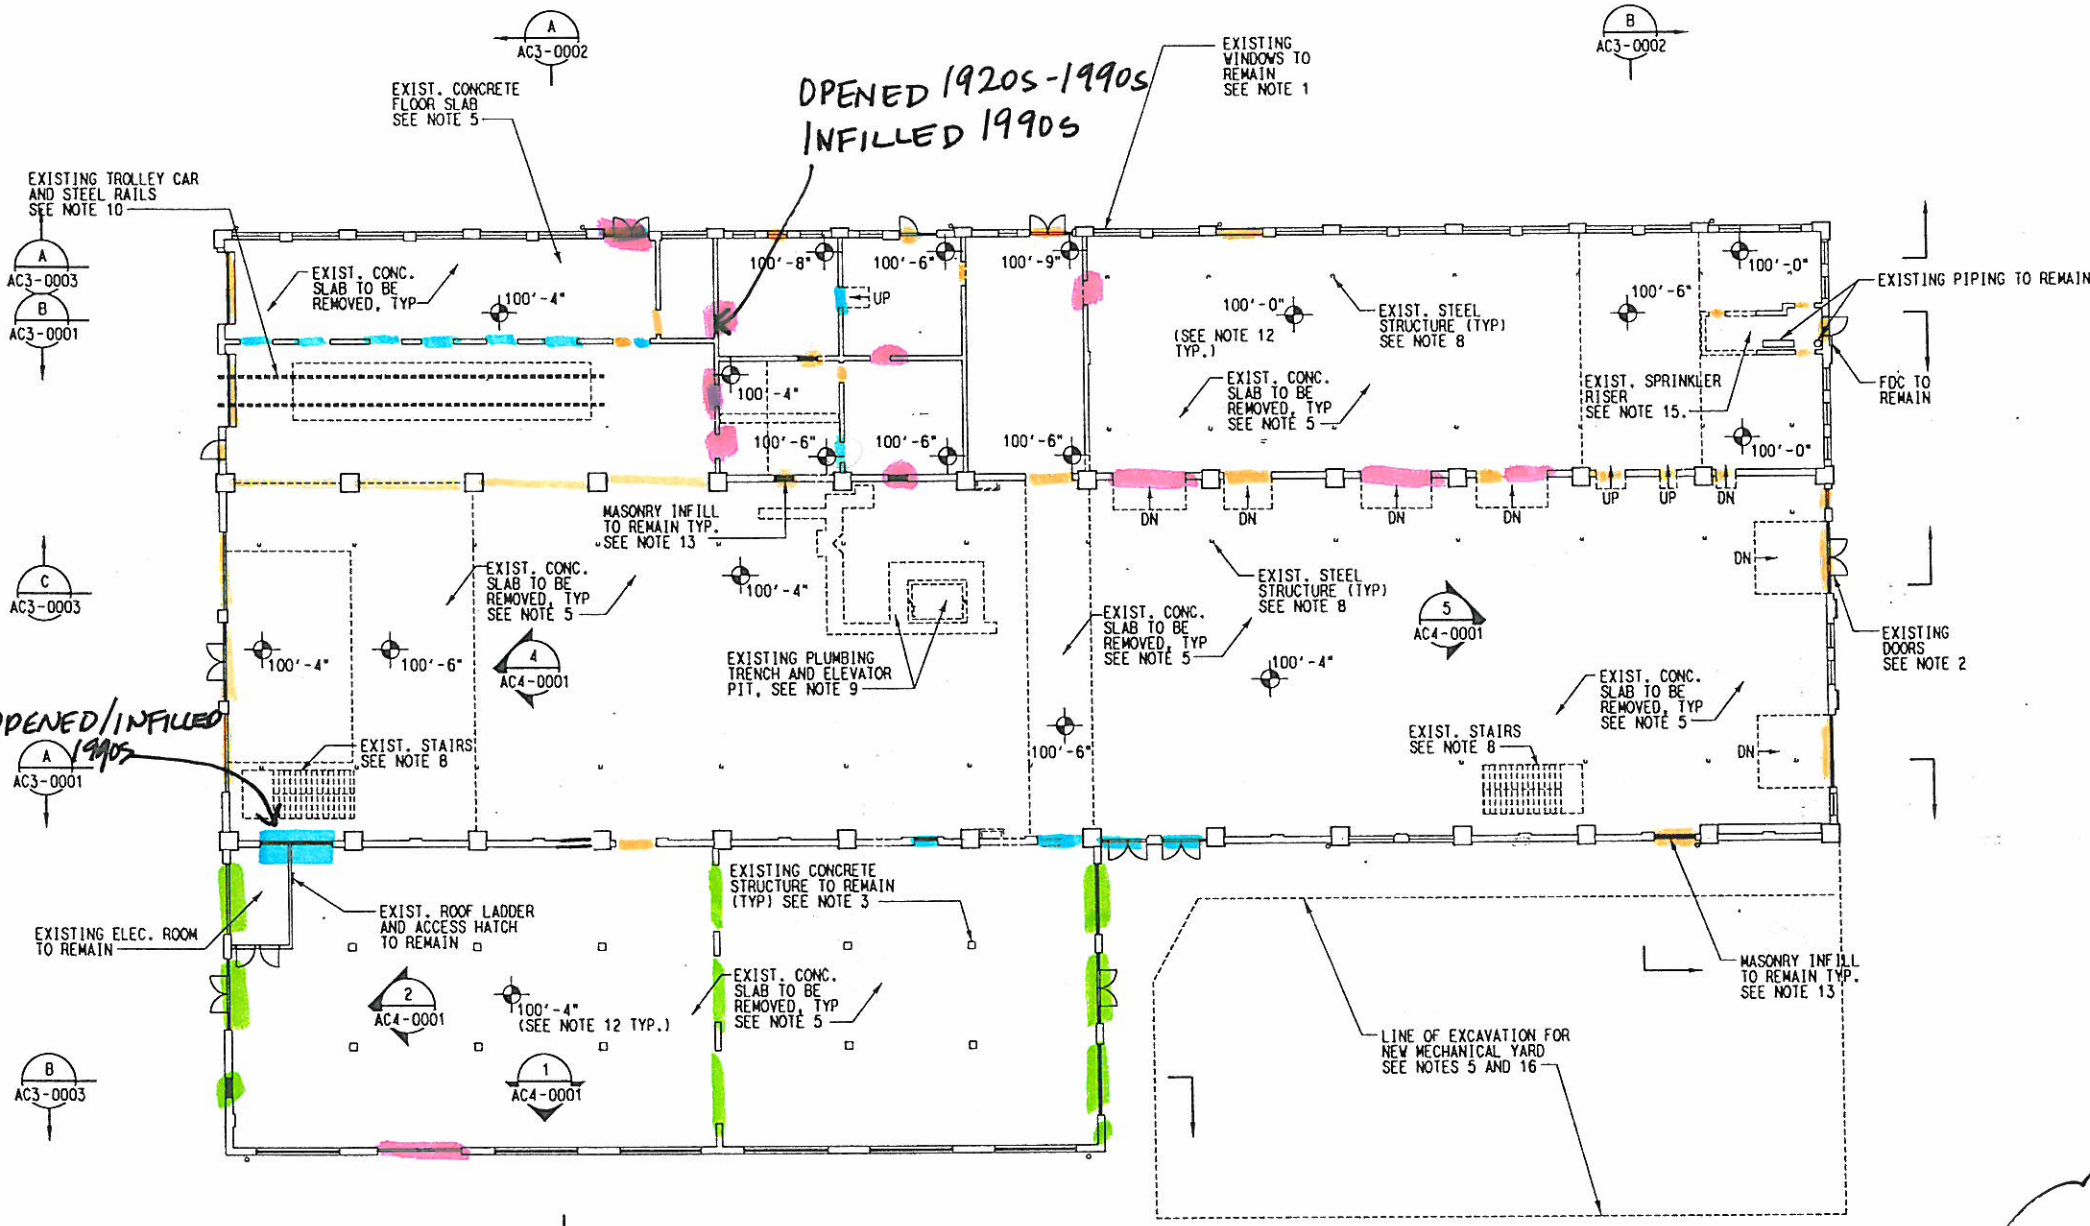 A
AC3-0002
B
AC3-0002
EXIST. CONCRETE
FLOOR SLAB
SEE NOTE 5
OPENED 1920s-1990s
INFILLED 1990s
EXISTING
WINDOWS TO
REMAIN
SEE NOTE 1
EXISTING TROLLEY CAR
AND STEEL RAILS
SEE NOTE 10
A
AC3-0003
B
AC3-0001
EXIST. CONC.
SLAB TO BE
REMOVED, TYP
100'-4"
100'-8"
100'-6"
100'-9"
UP
100'-4"
100'-6"
100'-6"
100'-6"
100'-0"
(SEE NOTE 12
TYP.)
EXIST. STEEL
STRUCTURE (TYP)
SEE NOTE 8
EXIST. CONC.
SLAB TO BE
REMOVED, TYP
SEE NOTE 5
100'-6"
100'-0"
EXISTING PIPING TO REMAIN
EXIST. SPRINKLER
RISER
SEE NOTE 15.
FDC TO
REMAIN
100'-0"
DN
DN
DN
DN
UP
UP
DN
MASONRY INFILL
TO REMAIN TYP.
SEE NOTE 13
C
AC3-0003
EXIST. CONC.
SLAB TO BE
REMOVED, TYP
SEE NOTE 5
100'-4"
100'-4"
100'-6"
4
AC4-0001
EXISTING PLUMBING
TRENCH AND ELEVATOR
PIT, SEE NOTE 9
EXIST. STEEL
STRUCTURE (TYP)
SEE NOTE 8
EXIST. CONC.
SLAB TO BE
REMOVED, TYP
SEE NOTE 5
5
AC4-0001
DN
EXISTING
DOORS
SEE NOTE 2
100'-4"
EXIST. CONC.
SLAB TO BE
REMOVED, TYP
SEE NOTE 5
100'-6"
EXIST. STAIRS
SEE NOTE 8
DN
OPENED/INFILLED
1990s
A
AC3-0001
EXIST. STAIRS
SEE NOTE 8
EXISTING CONCRETE
STRUCTURE TO REMAIN
(TYP) SEE NOTE 3
EXISTING ELEC. ROOM
TO REMAIN
EXIST. ROOF LADDER
AND ACCESS HATCH
TO REMAIN
2
AC4-0001
100'-4"
(SEE NOTE 12 TYP.)
EXIST. CONC.
SLAB TO BE
REMOVED, TYP
SEE NOTE 5
MASONRY INFILL
TO REMAIN TYP.
SEE NOTE 13
LINE OF EXCAVATION FOR
NEW MECHANICAL YARD
SEE NOTES 5 AND 16
B
AC3-0003
1
AC4-0001